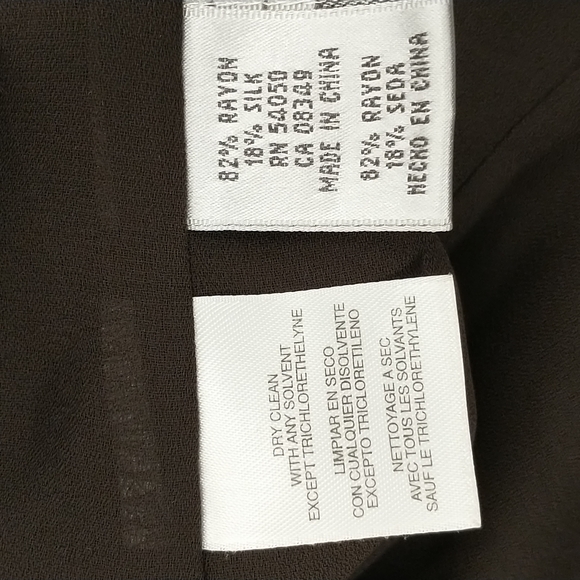 82% RAYON
18% SILK
RN 54050
CA 08349
MADE IN CHINA
82% RAYON
18% SEDA
HECHO EN CHINA
DRY CLEAN
WITH ANY SOLVENT
EXCEPT TRICHLORETHELYNE
LIMPIAR EN SECO
CON CUALQUIER DISOLVENTE
EXCEPTO TRICLORETILENO
NETTOYAGE A SEC
AVEC TOUS LES SOLVANTS
SAUF LE TRICHLORETHYLENE